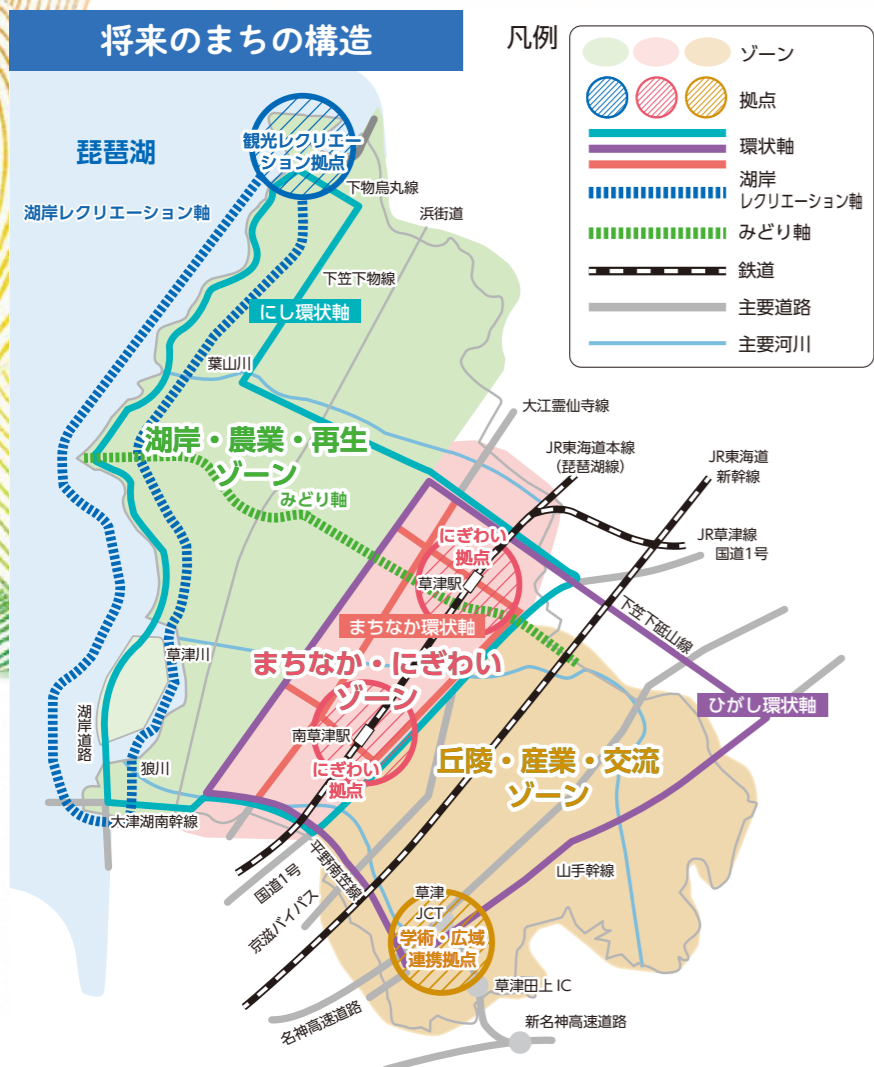 将来のまちの構造
凡例
ゾーン
拠点
環状軸
湖岸
レクリエーション軸
みどり軸
鉄道
主要道路
主要河川
琵琶湖
観光レクリエー
ション拠点
湖岸レクリエーション軸
下物烏丸線
浜街道
下笠下物線
にし環状軸
葉山川
大江霊仙寺線
湖岸・農業・再生
ゾーン
JR東海道本線
(琵琶湖線)
JR東海道
新幹線
みどり軸
JR草津線
国道1号
にぎわい
拠点
草津駅
下笠下砥山線
まちなか環状軸
草津川
まちなか・にぎわい
ゾーン
ひがし環状軸
湖岸道路
南草津駅
にぎわい
拠点
丘陵・産業・交流
ゾーン
狼川
大津湖南幹線
平野南笠線
国道1号
京滋バイパス
山手幹線
草津
JCT
学術・広域
連携拠点
草津田上 IC
名神高速道路
新名神高速道路